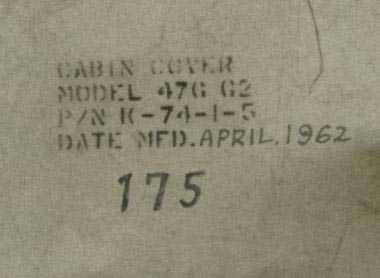 CABIN COVER
MODEL 47G G2
P/N K-74-1-5
DATE MFD. APRIL. 1962
175